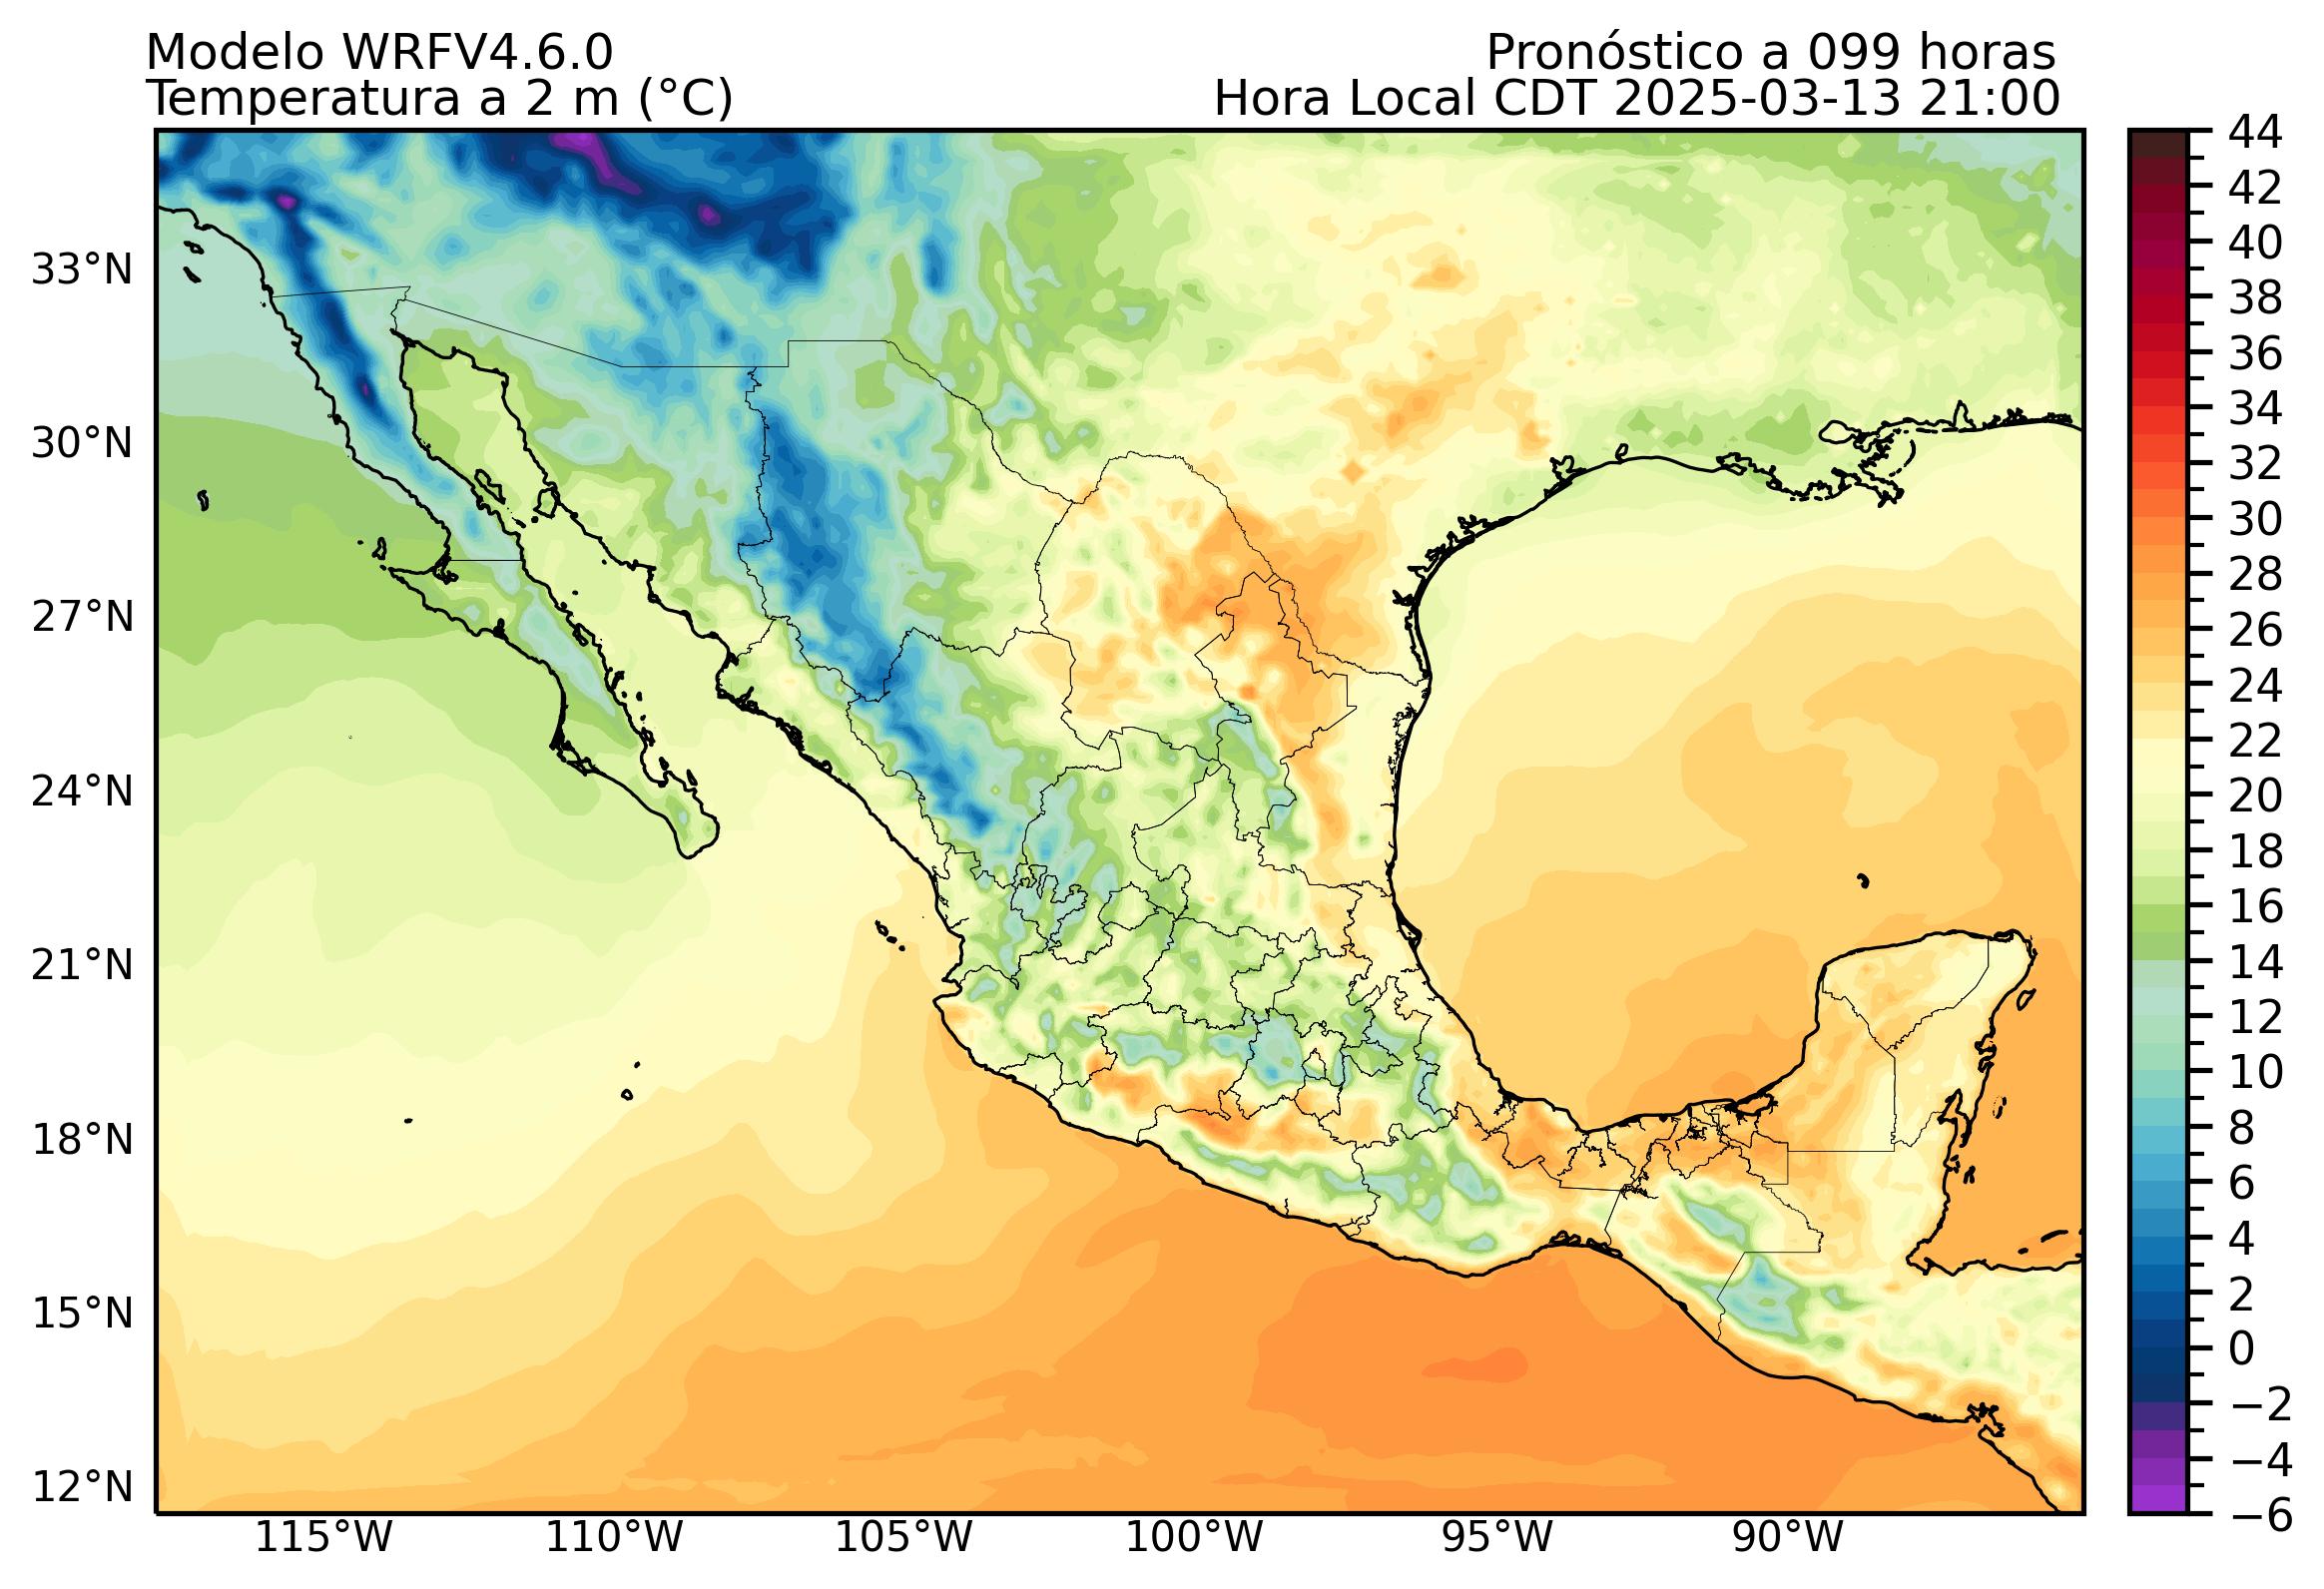 Modelo WRFV4.6.0
Pronóstico a 099 horas
Temperatura a 2 m (°C)
Hora Local CDT 2025-03-13 21:00
44
42
40
38
36
34
32
30
28
26
24
22
20
18
16
14
12
10
8
6
4
2
0
−2
−4
−6
33°N
30°N
27°N
24°N
21°N
18°N
15°N
12°N
115°W 110°W 105°W 100°W 95°W 90°W